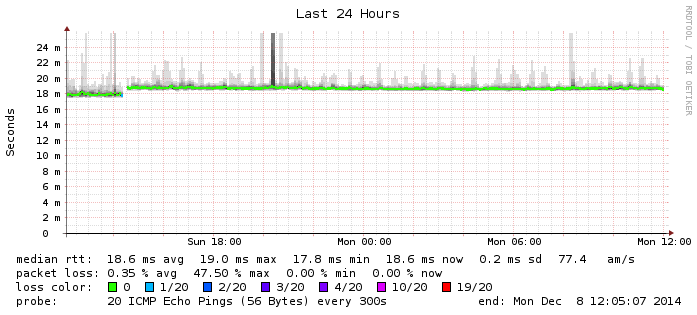 Last 24 Hours
RRDTOOL / TOBI OETIKER
Seconds
24 m
22 m
20 m
18 m
16 m
14 m
12 m
10 m
8 m
6 m
4 m
2 m
0
Sun 18:00 Mon 00:00 Mon 06:00 Mon 12:00
median rtt: 18.6 ms avg 19.0 ms max 17.8 ms min 18.6 ms now 0.2 ms sd 77.4 am/s
packet loss: 0.35 % avg 47.50 % max 0.00 % min 0.00 % now
loss color: 0 1/20 2/20 3/20 4/20 10/20 19/20
probe: 20 ICMP Echo Pings (56 Bytes) every 300s end: Mon Dec 8 12:05:07 2014